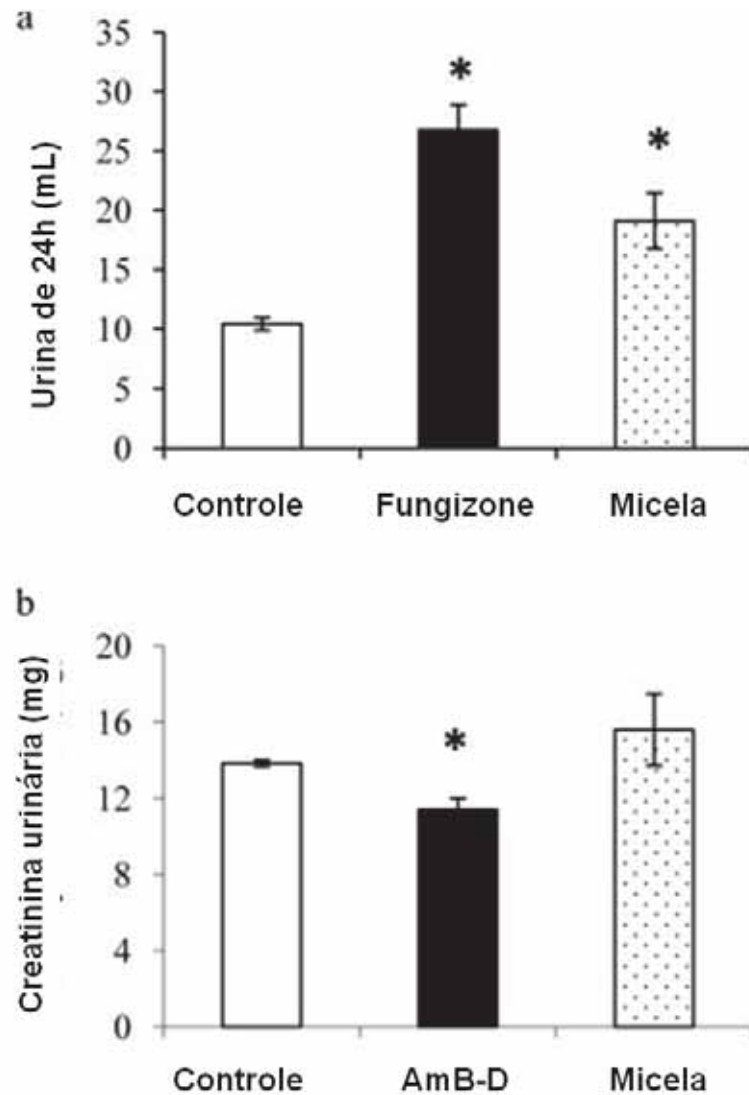 a
35
30
25
20
15
10
5
0
Urina de 24h (mL)
*
*
Controle Fungizone Micela
b
20
16
12
8
4
0
Creatinina urinária (mg)
*
Controle AmB-D Micela